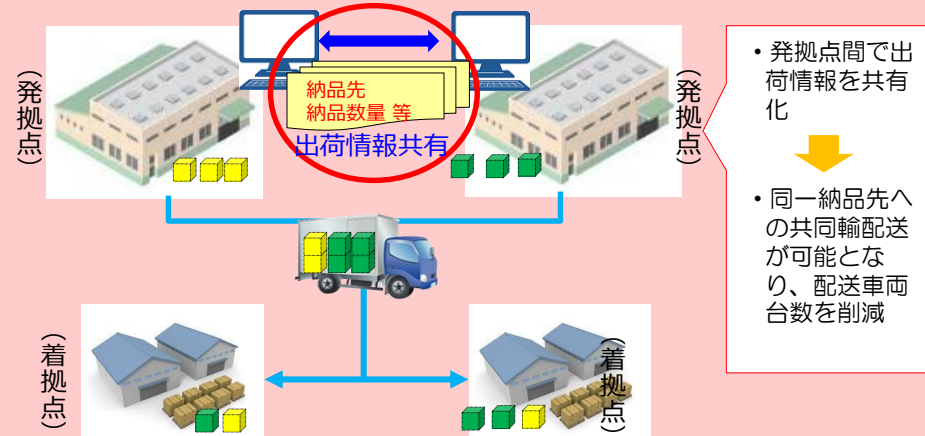 (発拠点)
納品先
納品数量 等
出荷情報共有
(発拠点)
(着拠点)
(着拠点)
・発拠点間で出
荷情報を共有
化
・同一納品先へ
の共同輸配送
が可能とな
り、配送車両
台数を削減